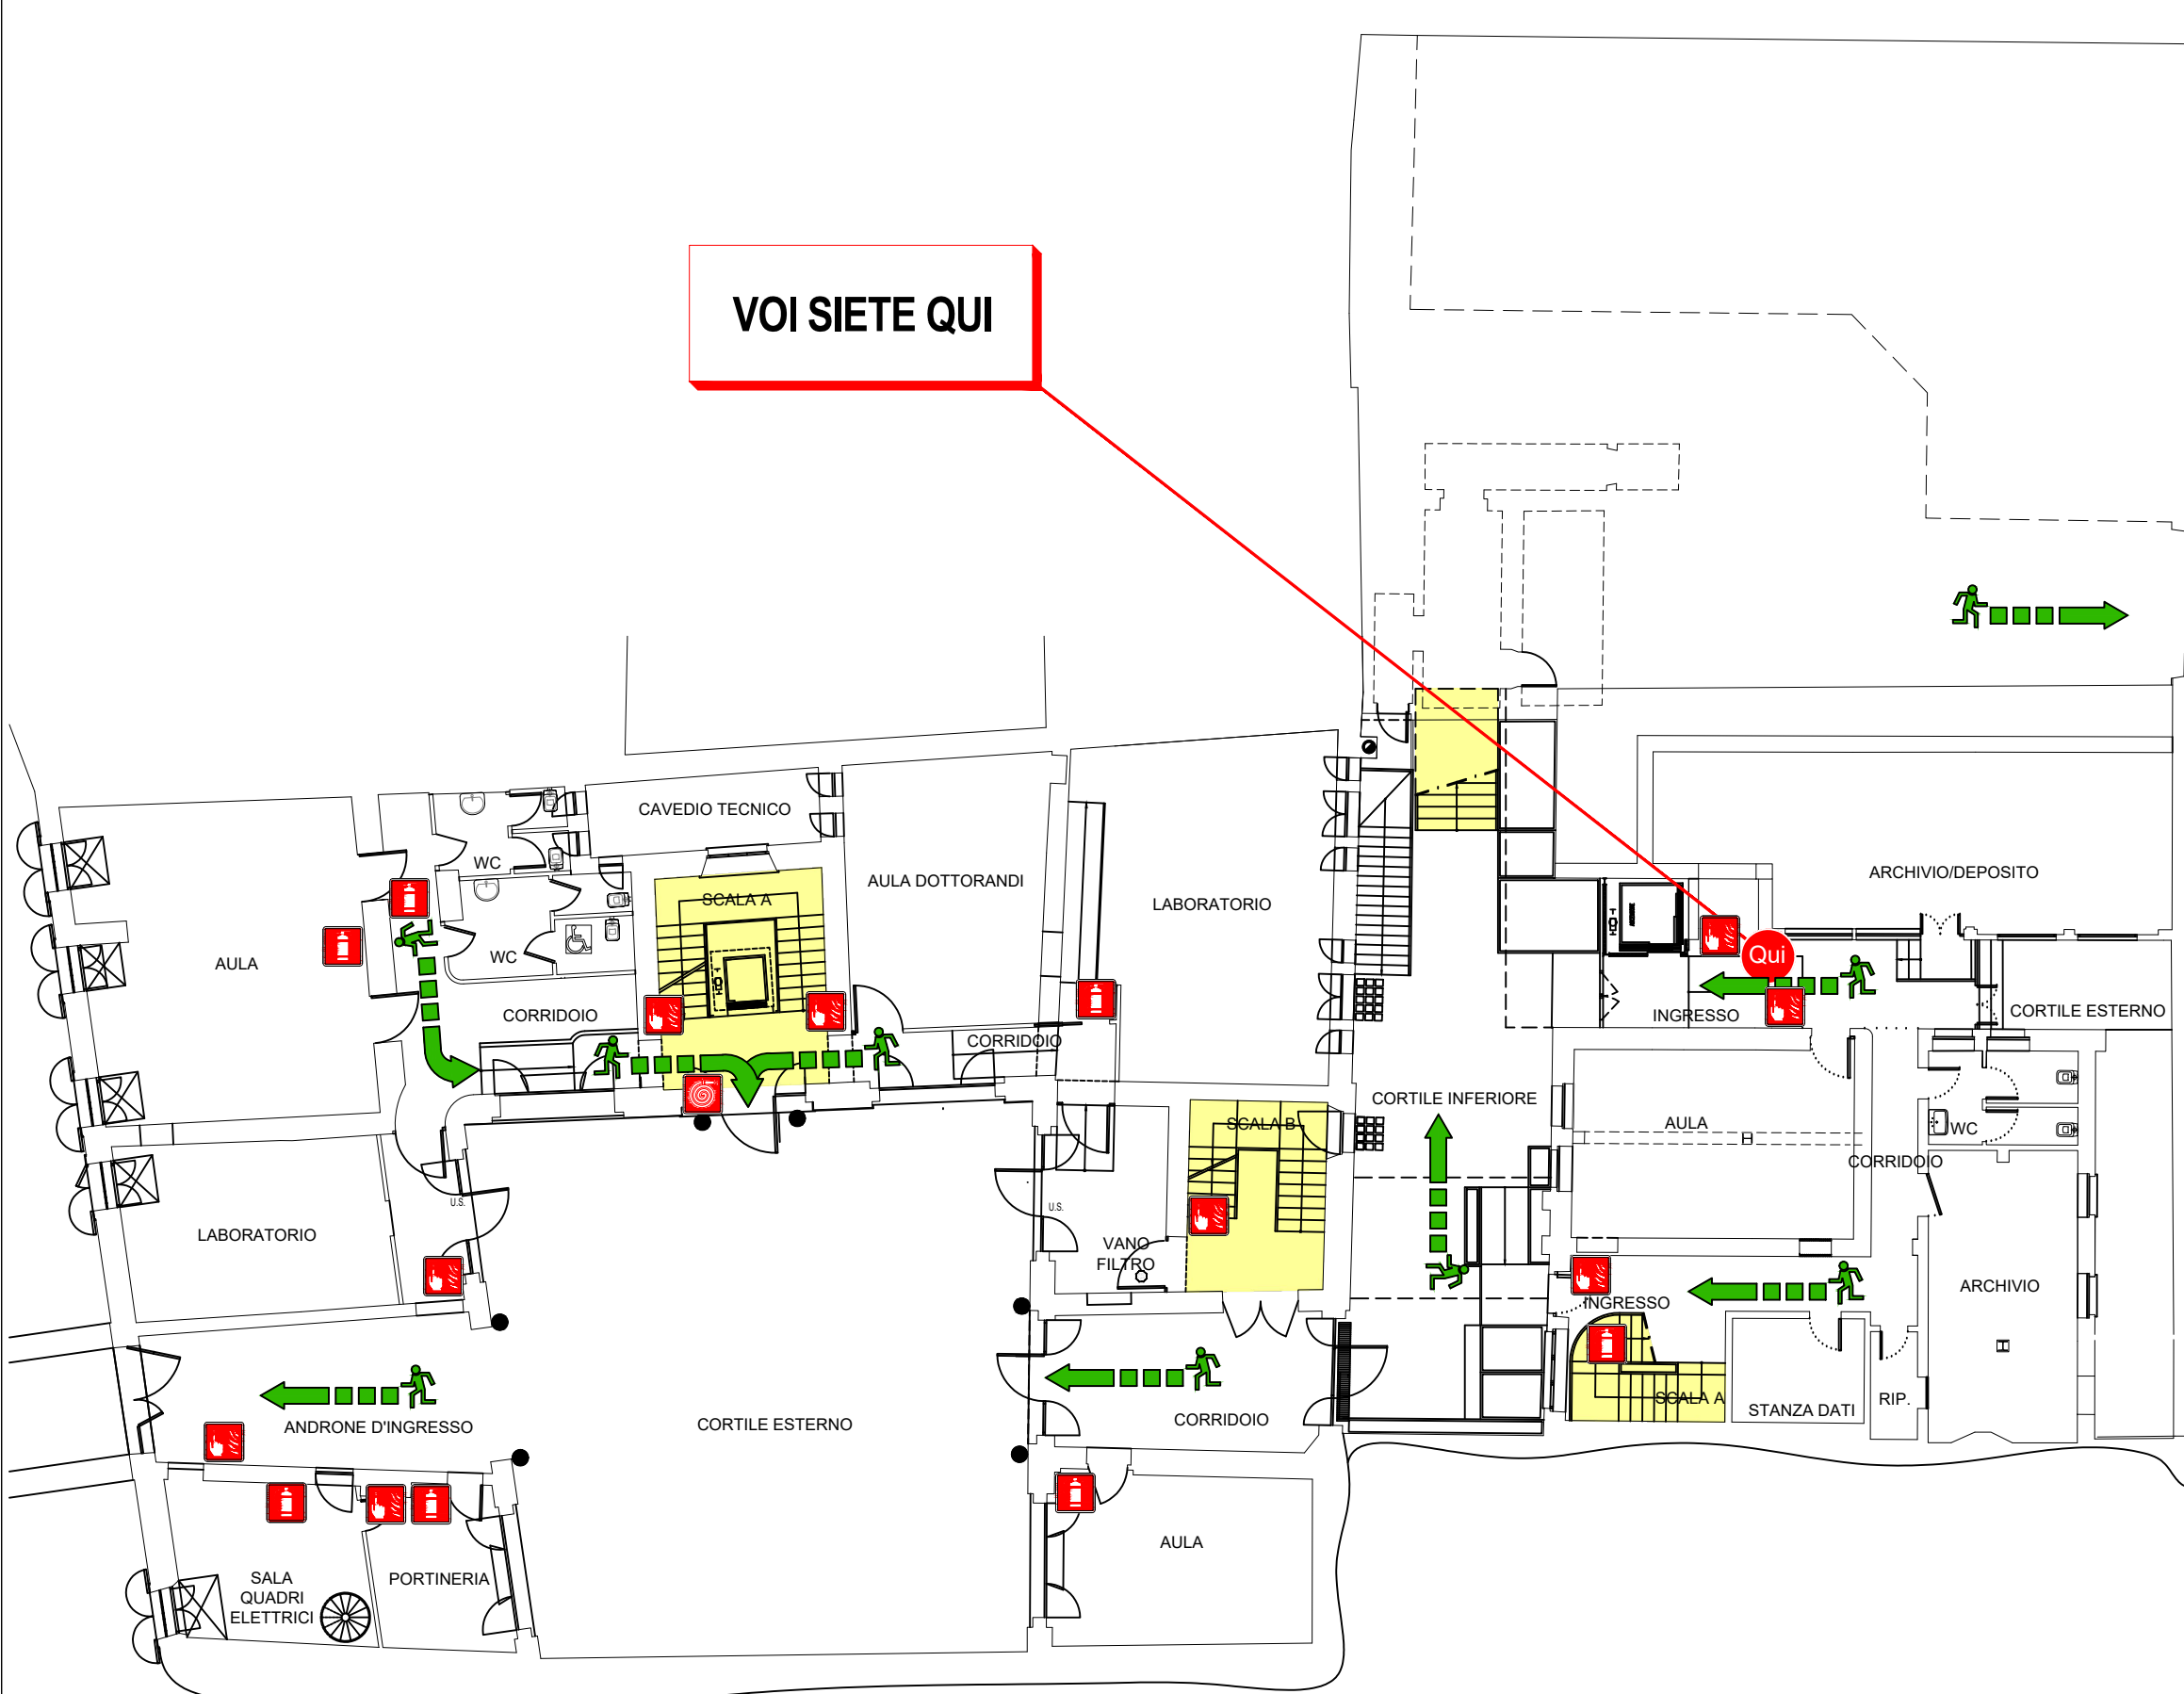 VOI SIETE QUI
CAVEDIO TECNICO
WC
SCALA A
AULA DOTTORANDI
LABORATORIO
ARCHIVIO/DEPOSITO
AULA
WC
Qui
CORRIDOIO
CORRIDOIO
INGRESSO
CORTILE ESTERNO
CORTILE INFERIORE
SCALA B
AULA
WC
CORRIDOIO
U.S.
U.S.
LABORATORIO
VANO
FILTRO
INGRESSO
ARCHIVIO
ANDRONE D'INGRESSO
CORTILE ESTERNO
CORRIDOIO
SCALA A
STANZA DATI
RIP.
AULA
SALA
QUADRI
ELETTRICI
PORTINERIA